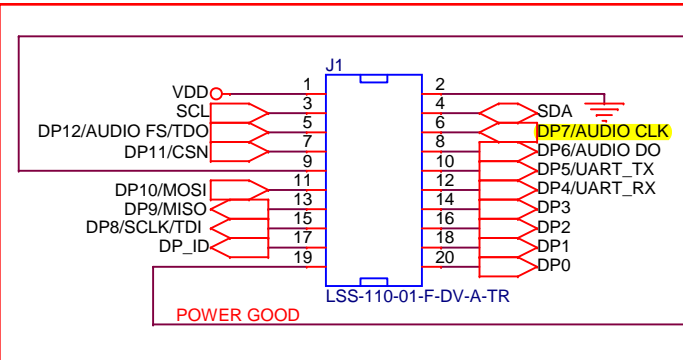 J1
VDD 1 2
SCL 3 4 SDA
DP12/AUDIO FS/TDO 5 6 DP7/AUDIO CLK
DP11/CSN 7 8 DP6/AUDIO DO
9 10 DP5/UART_TX
DP10/MOSI 11 12 DP4/UART_RX
DP9/MISO 13 14 DP3
DP8/SCLK/TDI 15 16 DP2
DP_ID 17 18 DP1
19 20 DP0
LSS-110-01-F-DV-A-TR
POWER GOOD